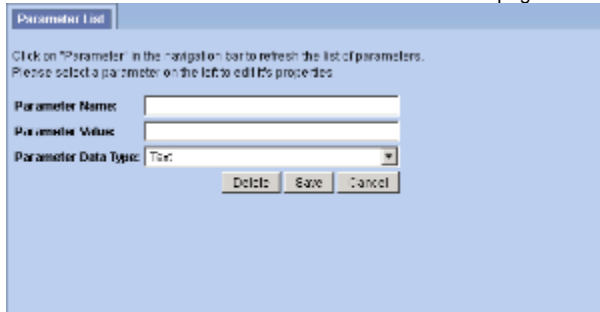 pag
Parameter List
Click on "Parameter" in the navigation bar to refresh the list of parameters.
Please select a parameter on the left to edit it's properties
Parameter Name:
Parameter Value:
Parameter Data Type: Text
Delete Save Cancel